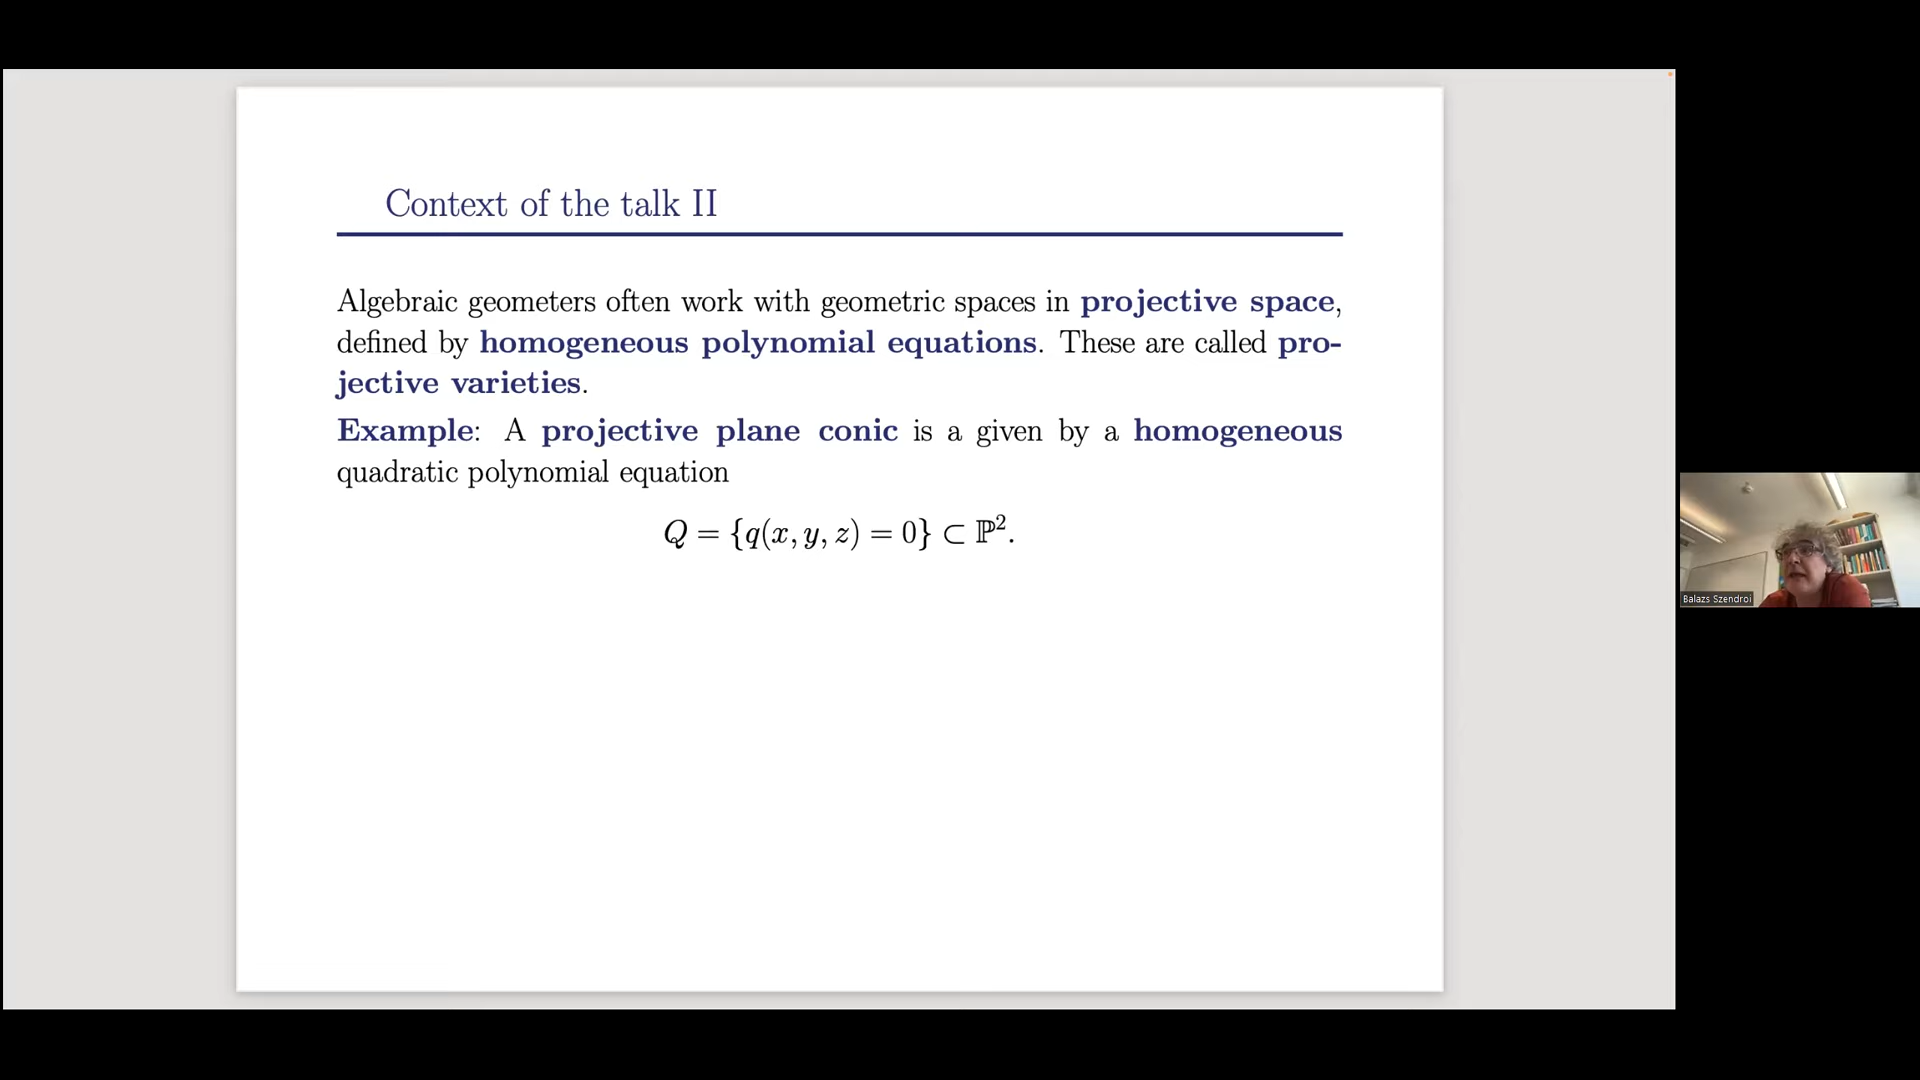 Context of the talk II
Algebraic geometers often work with geometric spaces in projective space,
defined by homogeneous polynomial equations. These are called pro-
jective varieties.
Example: A projective plane conic is a given by a homogeneous
quadratic polynomial equation
Q = {q(x, y, z) = 0} ⊂ ℙ².
Balazs Szendroi